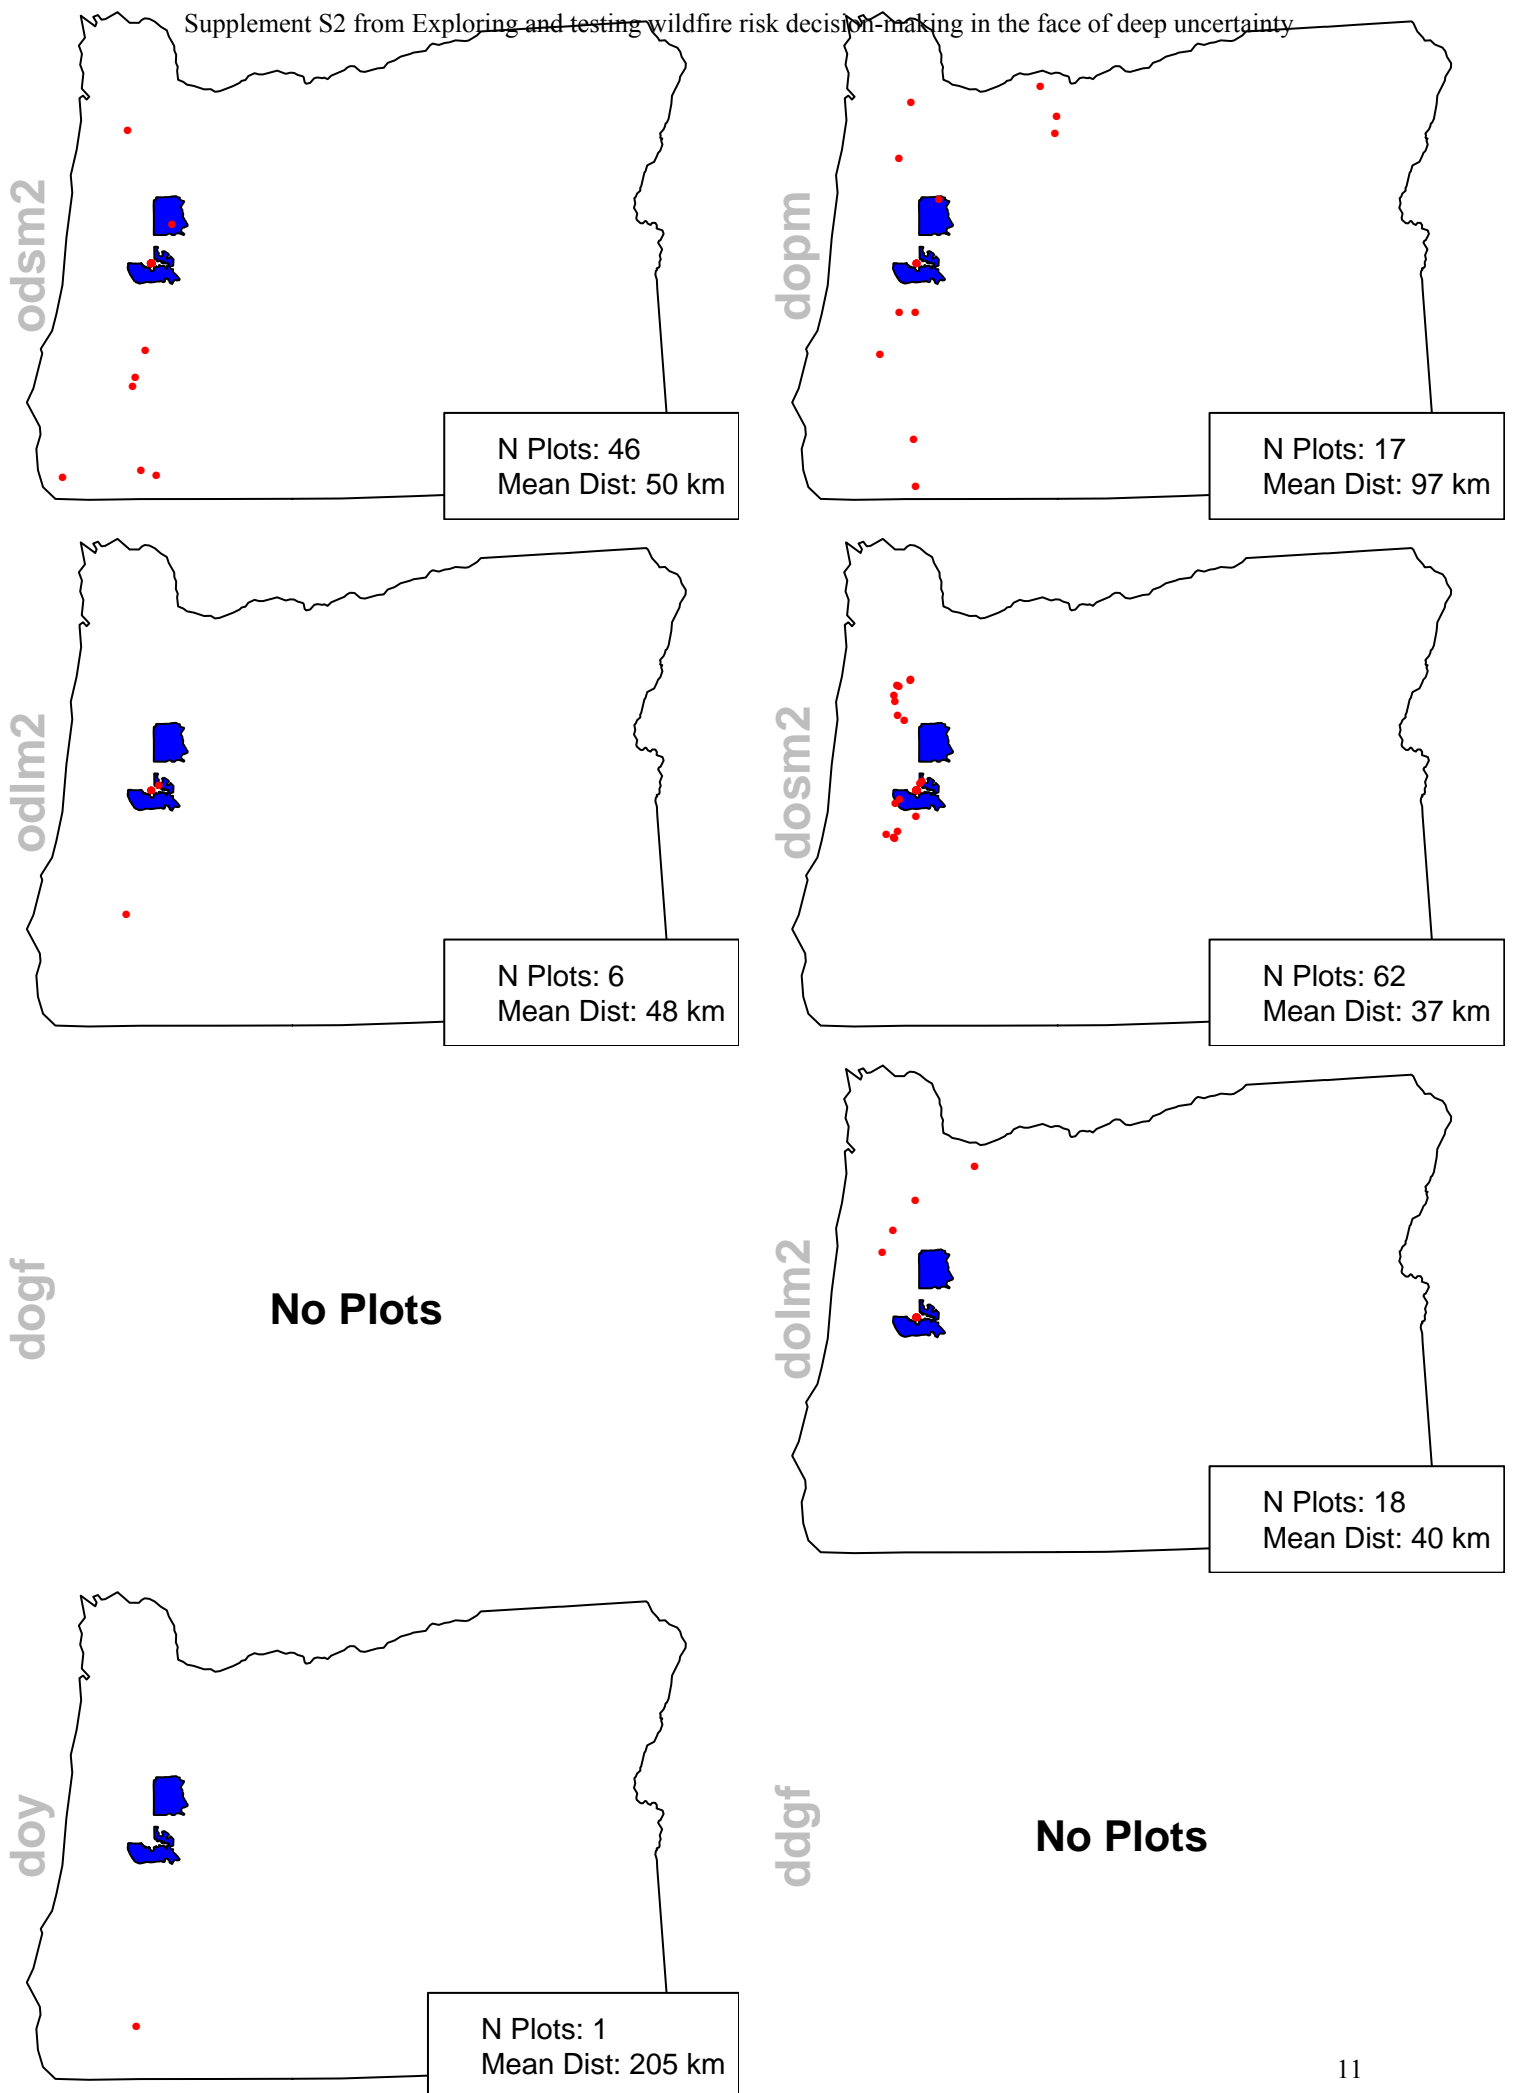 Supplement S2 from Exploring and testing wildfire risk decision-making in the face of deep uncertainty
odsm2
N Plots: 46
Mean Dist: 50 km
dopm
N Plots: 17
Mean Dist: 97 km
odlm2
N Plots: 6
Mean Dist: 48 km
dosm2
N Plots: 62
Mean Dist: 37 km
dogf
No Plots
dolm2
N Plots: 18
Mean Dist: 40 km
doy
N Plots: 1
Mean Dist: 205 km
ddgf
No Plots
11